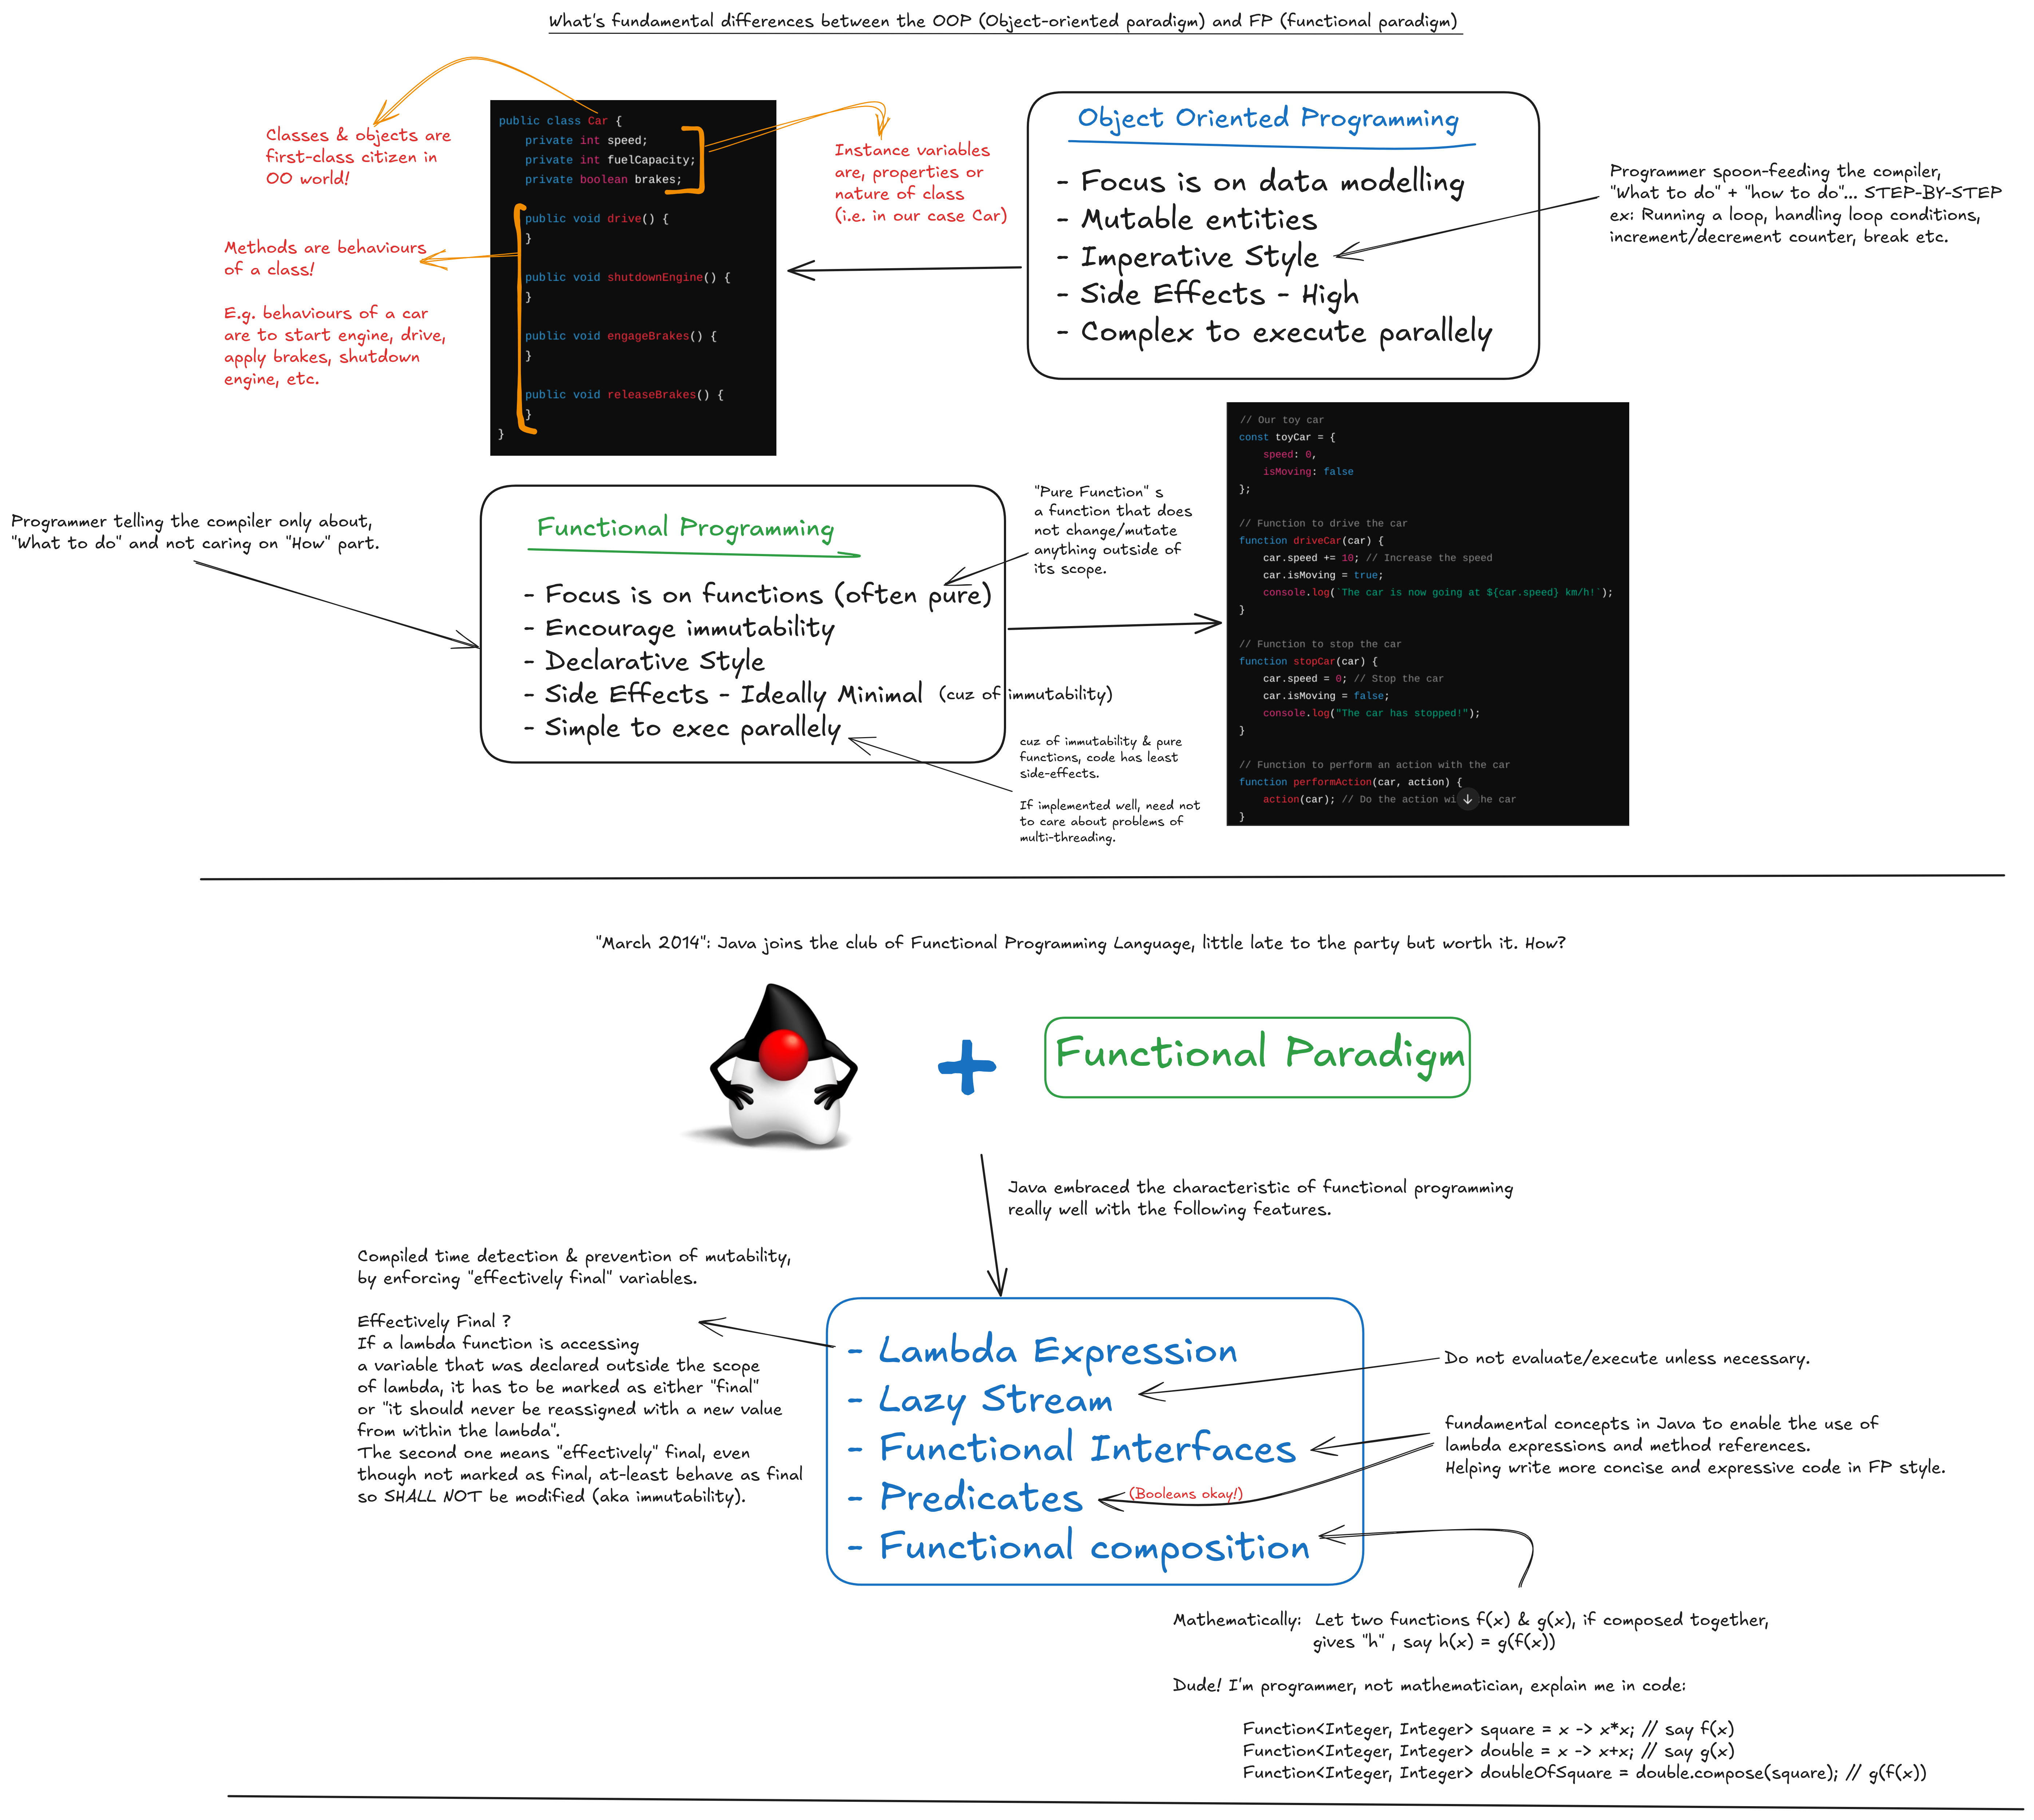 What's fundamental differences between the OOP (Object-oriented paradigm) and FP (functional paradigm)
Classes & objects are
first-class citizen in
OO world!
Methods are behaviours
of a class!
E.g. behaviours of a car
are to start engine, drive,
apply brakes, shutdown
engine, etc.
public class Car {
private int speed;
private int fuelCapacity;
private boolean brakes;
public void drive() {
}
public void shutdownEngine() {
}
public void engageBrakes() {
}
public void releaseBrakes() {
}
}
Instance variables
are, properties or
nature of class
(i.e. in our case Car)
Object Oriented Programming
- Focus is on data modelling
- Mutable entities
- Imperative Style
- Side Effects - High
- Complex to execute parallely
Programmer spoon-feeding the compiler,
"What to do" + "how to do"... STEP-BY-STEP
ex: Running a loop, handling loop conditions,
increment/decrement counter, break etc.
Programmer telling the compiler only about,
"What to do" and not caring on "How" part.
Functional Programming
- Focus is on functions (often pure)
- Encourage immutability
- Declarative Style
- Side Effects - Ideally Minimal (cuz of immutability)
- Simple to exec parallely
"Pure Function" s
a function that does
not change/mutate
anything outside of
its scope.
cuz of immutability & pure
functions, code has least
side-effects.
If implemented well, need not
to care about problems of
multi-threading.
// Our toy car
const toyCar = {
speed: 0,
isMoving: false
};
// Function to drive the car
function driveCar(car) {
car.speed += 10; // Increase the speed
car.isMoving = true;
console.log(`The car is now going at ${car.speed} km/h!`);
}
// Function to stop the car
function stopCar(car) {
car.speed = 0; // Stop the car
car.isMoving = false;
console.log("The car has stopped!");
}
// Function to perform an action with the car
function performAction(car, action) {
action(car); // Do the action wi he car
}
"March 2014": Java joins the club of Functional Programming Language, little late to the party but worth it. How?
+
Functional Paradigm
Java embraced the characteristic of functional programming
really well with the following features.
Compiled time detection & prevention of mutability,
by enforcing "effectively final" variables.
Effectively Final ?
If a lambda function is accessing
a variable that was declared outside the scope
of lambda, it has to be marked as either "final"
or "it should never be reassigned with a new value
from within the lambda".
The second one means "effectively" final, even
though not marked as final, at-least behave as final
so SHALL NOT be modified (aka immutability).
- Lambda Expression
- Lazy Stream
- Functional Interfaces
- Predicates (Booleans okay!)
- Functional composition
Do not evaluate/execute unless necessary.
fundamental concepts in Java to enable the use of
lambda expressions and method references.
Helping write more concise and expressive code in FP style.
Mathematically: Let two functions f(x) & g(x), if composed together,
gives "h" , say h(x) = g(f(x))
Dude! I'm programmer, not mathematician, explain me in code:
Function<Integer, Integer> square = x -> x*x; // say f(x)
Function<Integer, Integer> double = x -> x+x; // say g(x)
Function<Integer, Integer> doubleOfSquare = double.compose(square); // g(f(x))